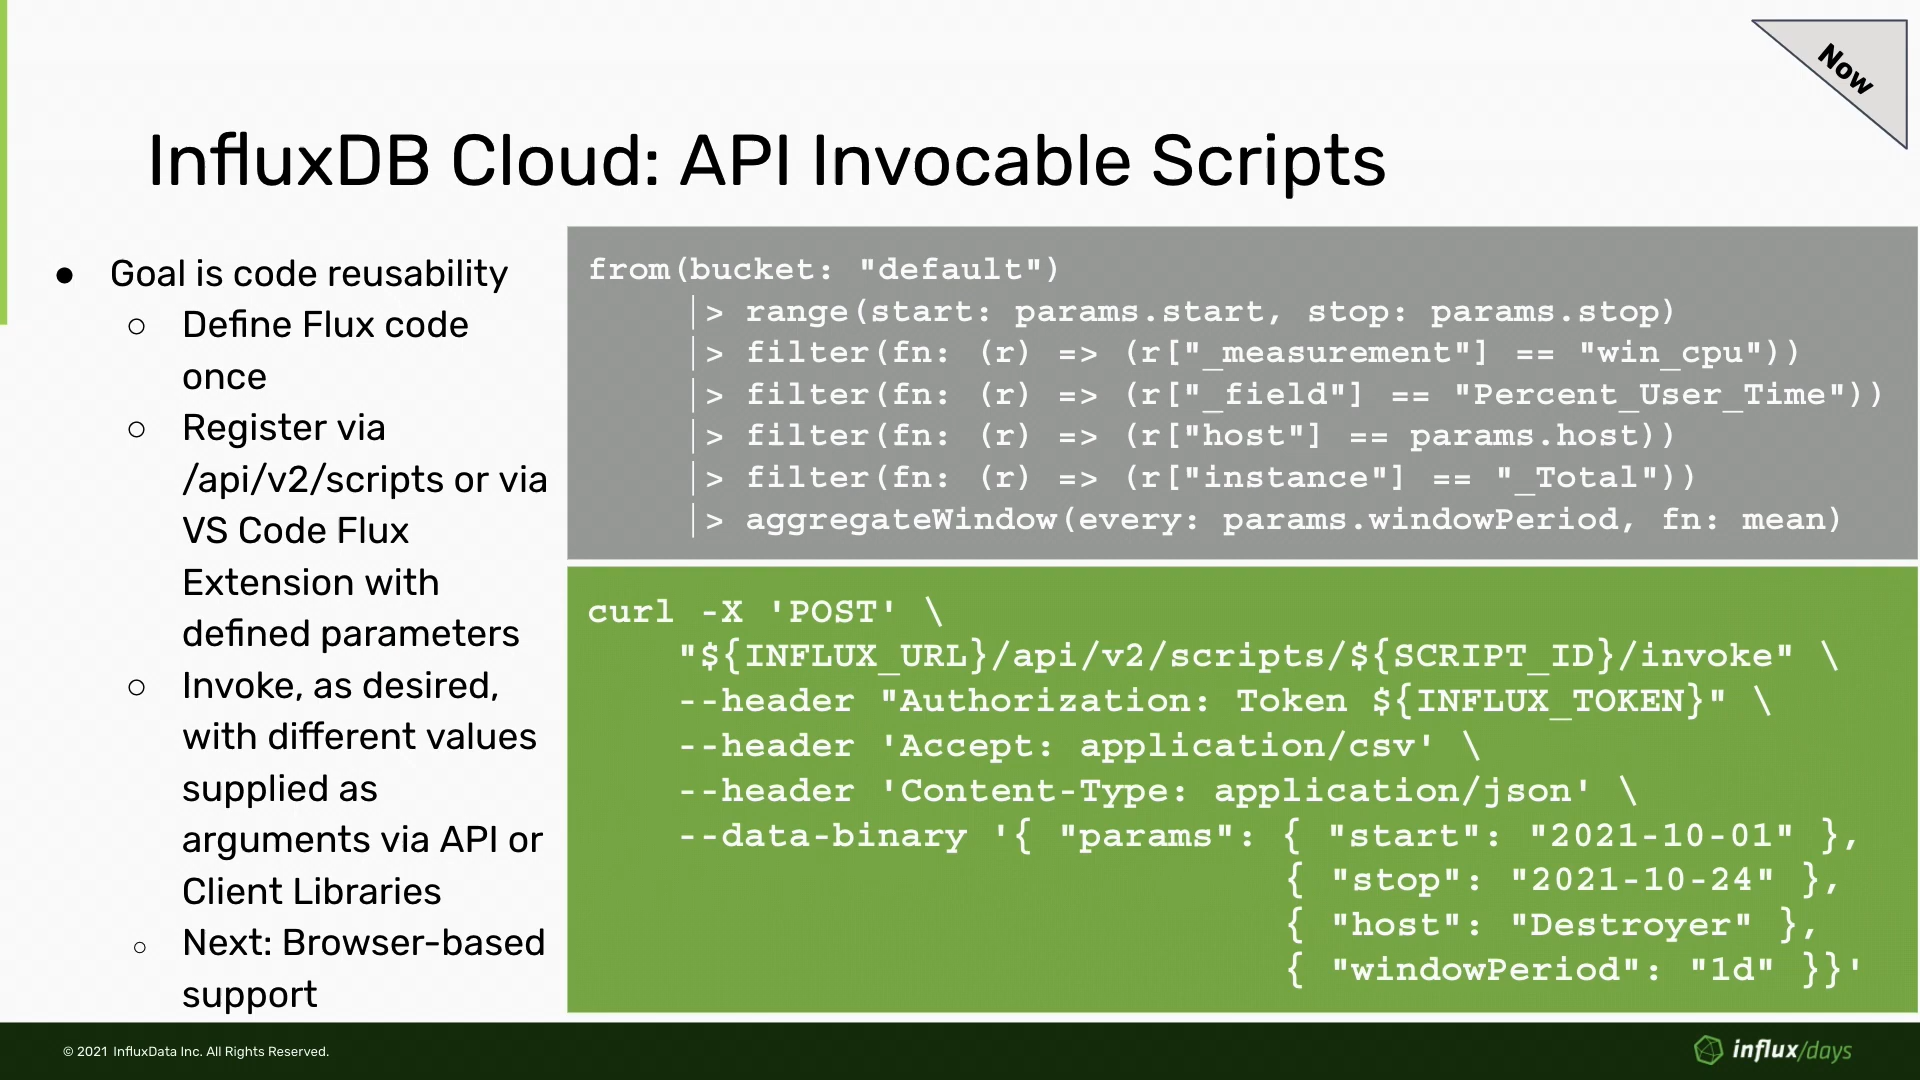 Now
InfluxDB Cloud: API Invocable Scripts
● Goal is code reusability
○ Define Flux code
once
○ Register via
/api/v2/scripts or via
VS Code Flux
Extension with
defined parameters
○ Invoke, as desired,
with different values
supplied as
arguments via API or
Client Libraries
○ Next: Browser-based
support
from(bucket: "default")
|> range(start: params.start, stop: params.stop)
|> filter(fn: (r) => (r["_measurement"] == "win_cpu"))
|> filter(fn: (r) => (r["_field"] == "Percent_User_Time"))
|> filter(fn: (r) => (r["host"] == params.host))
|> filter(fn: (r) => (r["instance"] == "_Total"))
|> aggregateWindow(every: params.windowPeriod, fn: mean)
curl -X 'POST' \
"${INFLUX_URL}/api/v2/scripts/${SCRIPT_ID}/invoke" \
--header "Authorization: Token ${INFLUX_TOKEN}" \
--header 'Accept: application/csv' \
--header 'Content-Type: application/json' \
--data-binary '{ "params": { "start": "2021-10-01" },
{ "stop": "2021-10-24" },
{ "host": "Destroyer" },
{ "windowPeriod": "1d" }}'
© 2021 InfluxData Inc. All Rights Reserved.
influx/days